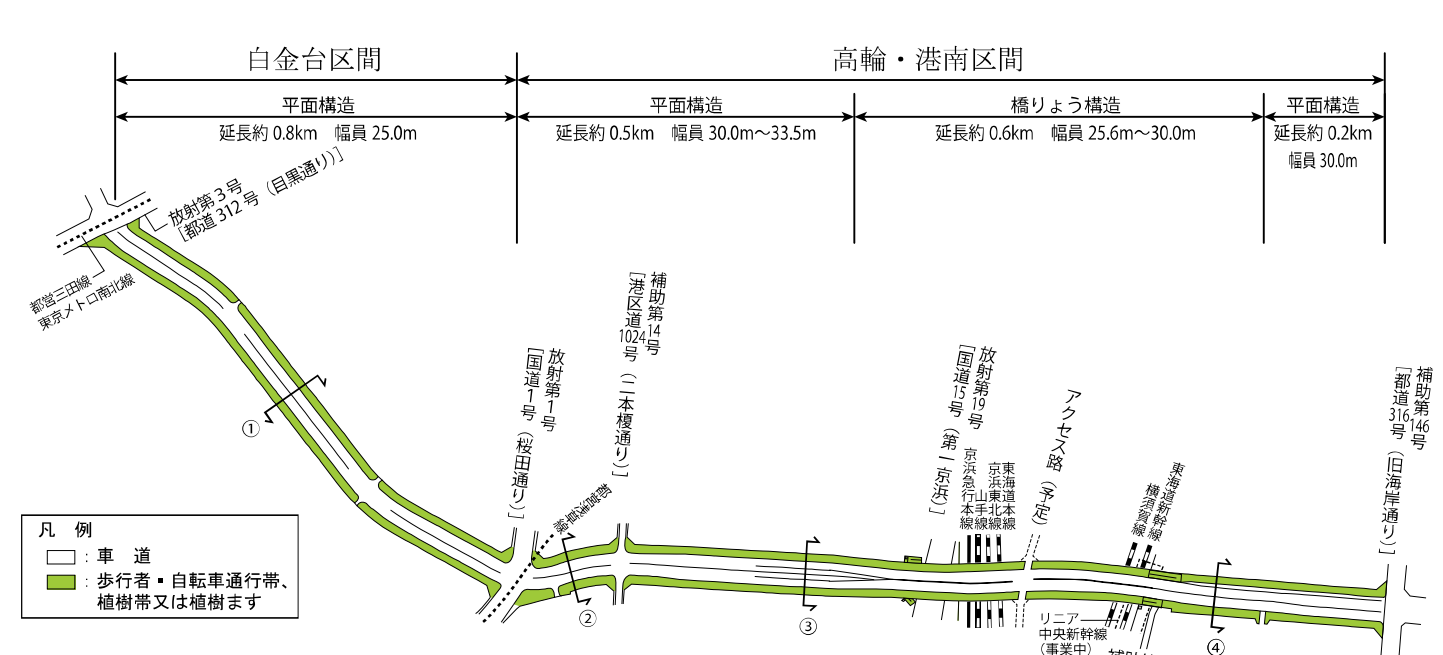 白金台区間
高輪・港南区間
平面構造
延長約 0.8km　幅員 25.0m
平面構造
延長約 0.5km　幅員 30.0m～33.5m
橋りょう構造
延長約 0.6km　幅員 25.6m～30.0m
平面構造
延長約 0.2km
幅員 30.0m
放射第３号
[都道 312 号（目黒通り）]
都営三田線
東京メトロ南北線
①
補助第14号
[港区道1024号（二本榎通り）]
放射第１号
[国道１号（桜田通り）]
都営浅草線
②
③
放射第19号
[国道15号（第一京浜）]
京浜急行本線
山手線
京浜東北線
東海道本線
アクセス路（予定）
東海道新幹線
横須賀線
補助第146号
[都道316号（旧海岸通り）]
リニア
中央新幹線
（事業中）
④
凡　例
：車　道
：歩行者・自転車通行帯、
植樹帯又は植樹ます